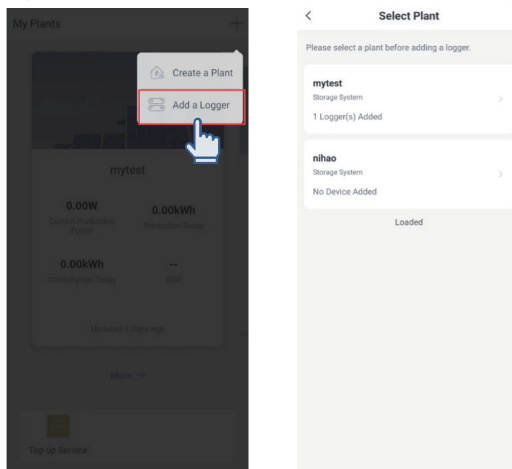 My Plants
Create a Plant
Add a Logger
mytest
0.00W
Current Production
Power
0.00kWh
Production Today
0.00kWh
Consumption Today
--
SOC
Updated 3 days ago
More
Top up Service
Select Plant
Please select a plant before adding a logger.
mytest
Storage System
1 Logger(s) Added
nihao
Storage System
No Device Added
Loaded